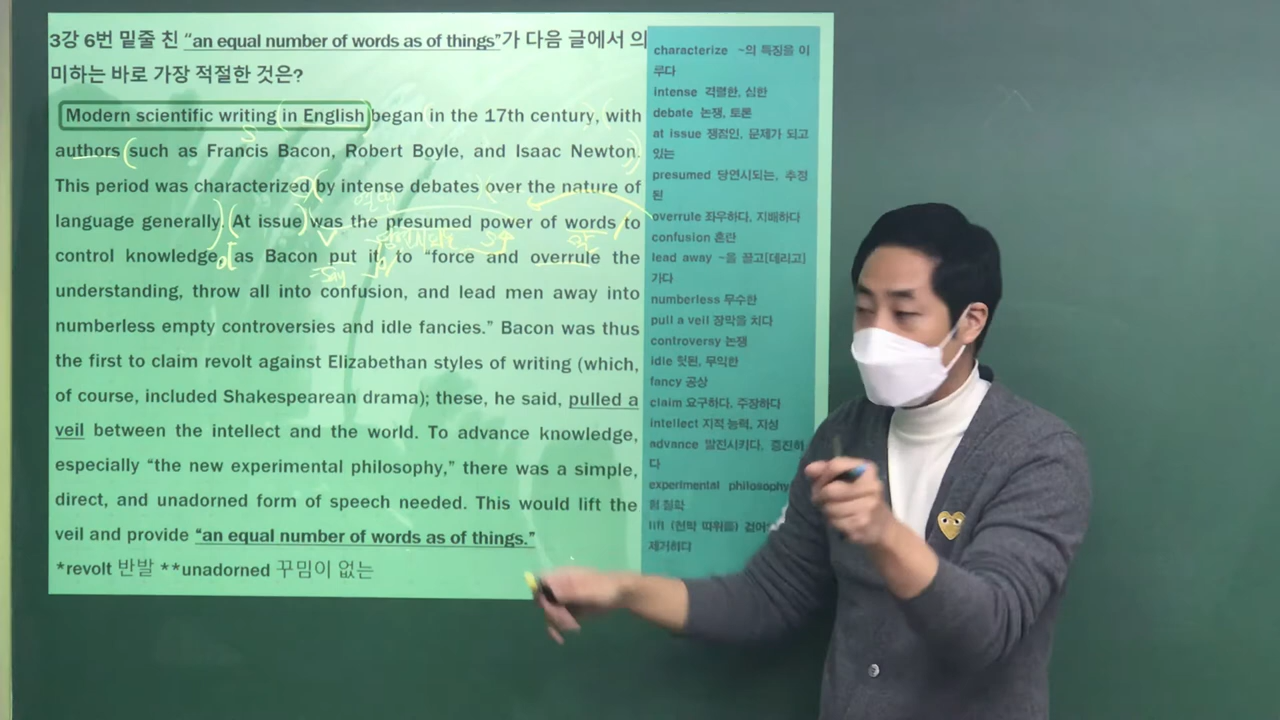 3강 6번 밑줄 친 “an equal number of words as of things”가 다음 글에서 의
미하는 바로 가장 적절한 것은?
Modern scientific writing in English began in the 17th century, with
authors (such as Francis Bacon, Robert Boyle, and Isaac Newton.
This period was characterized by intense debates over the nature of
language generally. At issue was the presumed power of words to
control knowledge, as Bacon put it, to “force and overrule the
understanding, throw all into confusion, and lead men away into
numberless empty controversies and idle fancies.” Bacon was thus
the first to claim revolt against Elizabethan styles of writing (which,
of course, included Shakespearean drama); these, he said, pulled a
veil between the intellect and the world. To advance knowledge,
especially “the new experimental philosophy,” there was a simple,
direct, and unadorned form of speech needed. This would lift the
veil and provide “an equal number of words as of things.”
*revolt 반발 **unadorned 꾸밈이 없는
characterize ~의 특징을 이
루다
intense 격렬한, 심한
debate 논쟁, 토론
at issue 쟁점인, 문제가 되고
있는
presumed 당연시되는, 추정
된
overrule 좌우하다, 지배하다
confusion 혼란
lead away ~을 끌고[데리고]
가다
numberless 무수한
pull a veil 장막을 치다
controversy 논쟁
idle 헛된, 무익한
fancy 공상
claim 요구하다, 주장하다
intellect 지적 능력, 지성
advance 발전시키다, 증진하
다
experimental philosophy
험 철학
lift (현탁 따위를) 걷어
제거하다
say